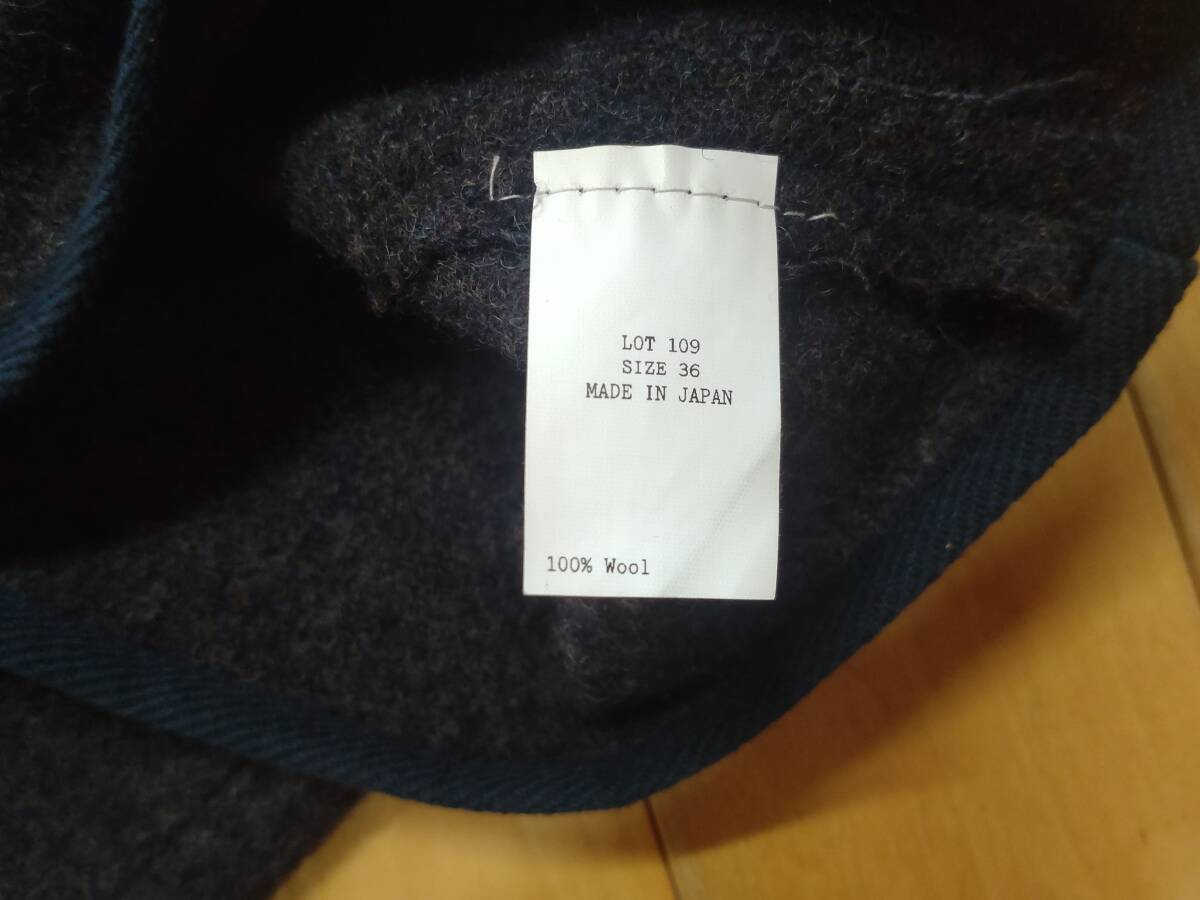 LOT 109
SIZE 36
MADE IN JAPAN
100% Wool